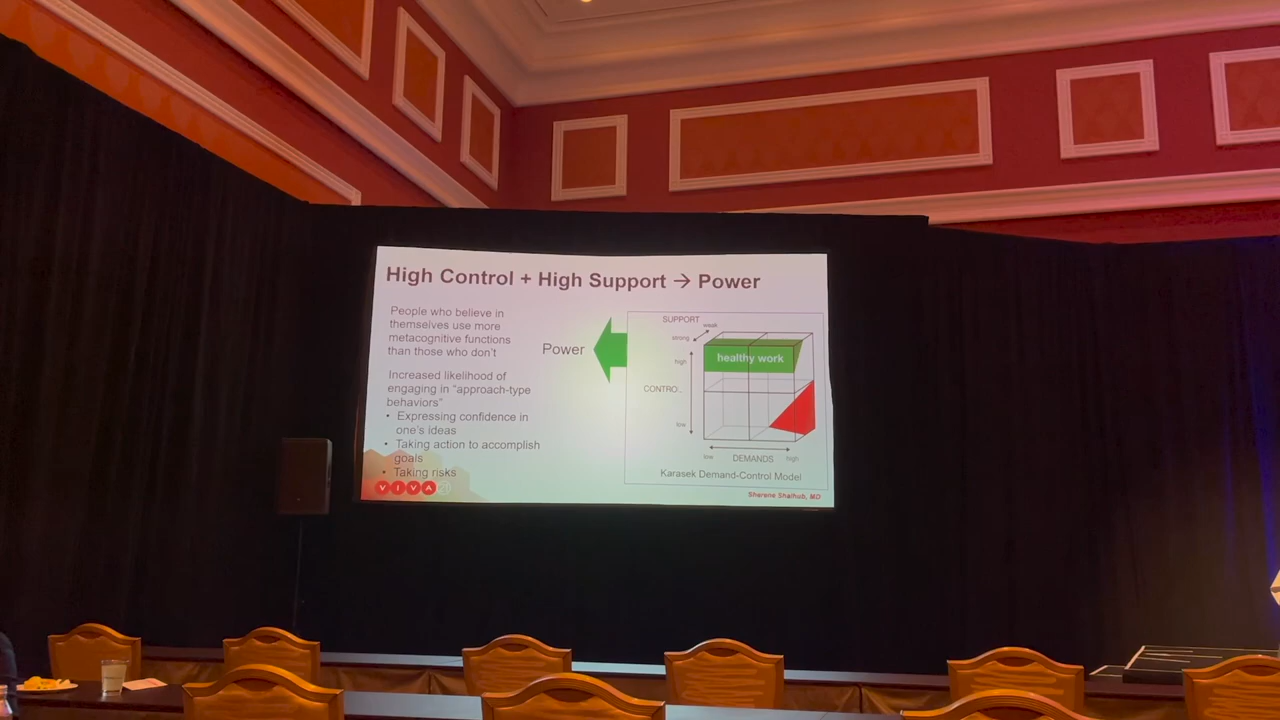 High Control + High Support → Power
People who believe in
themselves use more
metacognitive functions
than those who don't
Increased likelihood of
engaging in "approach-type
behaviors"
• Expressing confidence in
one's ideas
• Taking action to accomplish
goals
• Taking risks
VIVA
Power
SUPPORT
weak
strong
high
healthy work
CONTRO..
low
low DEMANDS high
Karasek Demand-Control Model
Sherene Shalhub, MD